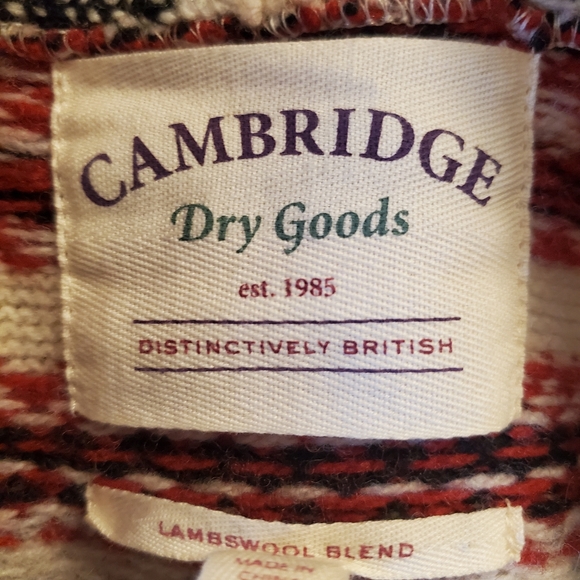 CAMBRIDGE
Dry Goods
est. 1985
DISTINCTIVELY BRITISH
LAMBSWOOL BLEND
MADE IN